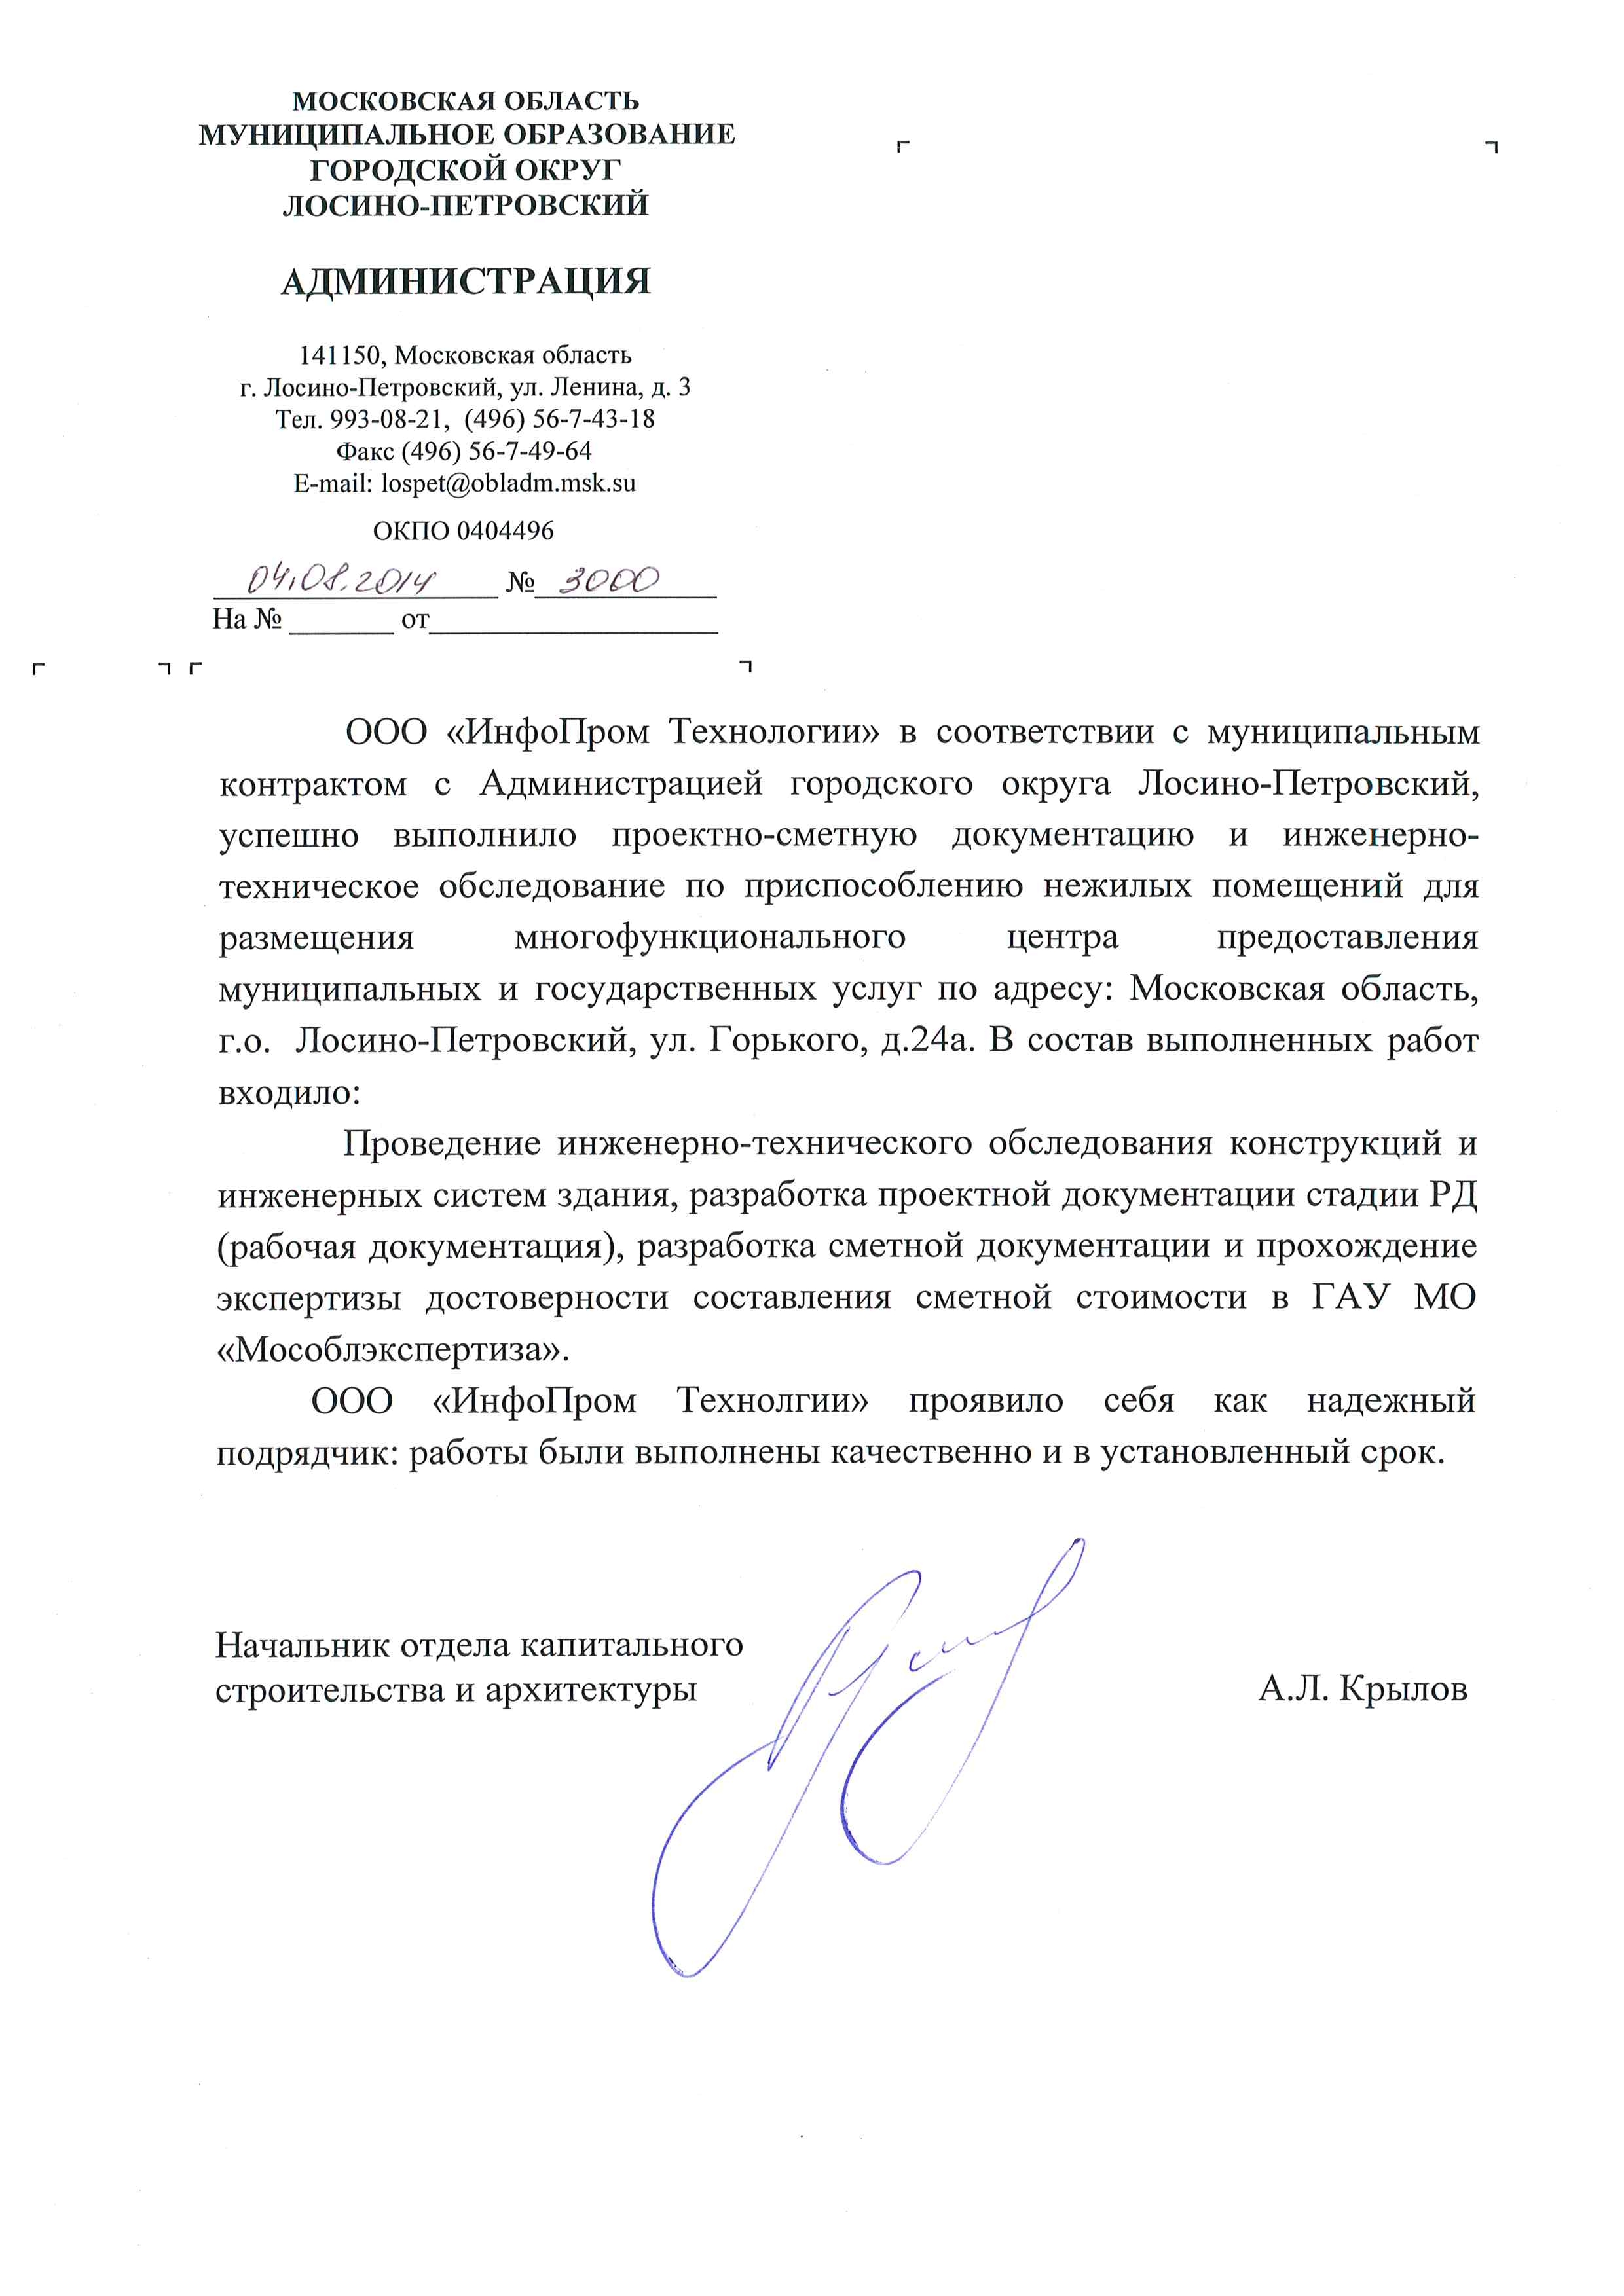 МОСКОВСКАЯ ОБЛАСТЬ
МУНИЦИПАЛЬНОЕ ОБРАЗОВАНИЕ
ГОРОДСКОЙ ОКРУГ
ЛОСИНО-ПЕТРОВСКИЙ
АДМИНИСТРАЦИЯ
141150, Московская область
г. Лосино-Петровский, ул. Ленина, д. 3
Тел. 993-08-21, (496) 56-7-43-18
Факс (496) 56-7-49-64
E-mail: lospet@obladm.msk.su
ОКПО 0404496
04.08.2014 № 3000
На № ________ от____________________
ООО «ИнфоПром Технологии» в соответствии с муниципальным
контрактом с Администрацией городского округа Лосино-Петровский,
успешно выполнило проектно-сметную документацию и инженерно-
техническое обследование по приспособлению нежилых помещений для
размещения многофункционального центра предоставления
муниципальных и государственных услуг по адресу: Московская область,
г.о. Лосино-Петровский, ул. Горького, д.24а. В состав выполненных работ
входило:
Проведение инженерно-технического обследования конструкций и
инженерных систем здания, разработка проектной документации стадии РД
(рабочая документация), разработка сметной документации и прохождение
экспертизы достоверности составления сметной стоимости в ГАУ МО
«Мособлэкспертиза».
ООО «ИнфоПром Технолгии» проявило себя как надежный
подрядчик: работы были выполнены качественно и в установленный срок.
Начальник отдела капитального
строительства и архитектуры А.Л. Крылов